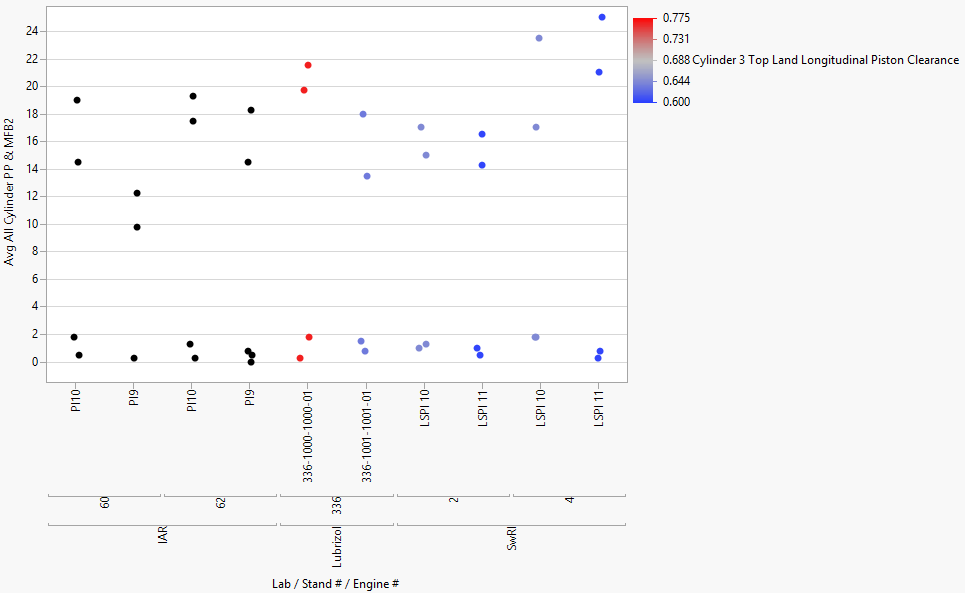 Avg All Cylinder PP & MFB2
24
22
20
18
16
14
12
10
8
6
4
2
0
PI10
PI9
PI10
PI9
336-1000-1000-01
336-1001-1001-01
LSPI 10
LSPI 11
LSPI 10
LSPI 11
60
62
336
2
4
IAR
Lubrizol
SwRI
Lab / Stand # / Engine #
0.775
0.731
0.688 Cylinder 3 Top Land Longitudinal Piston Clearance
0.644
0.600